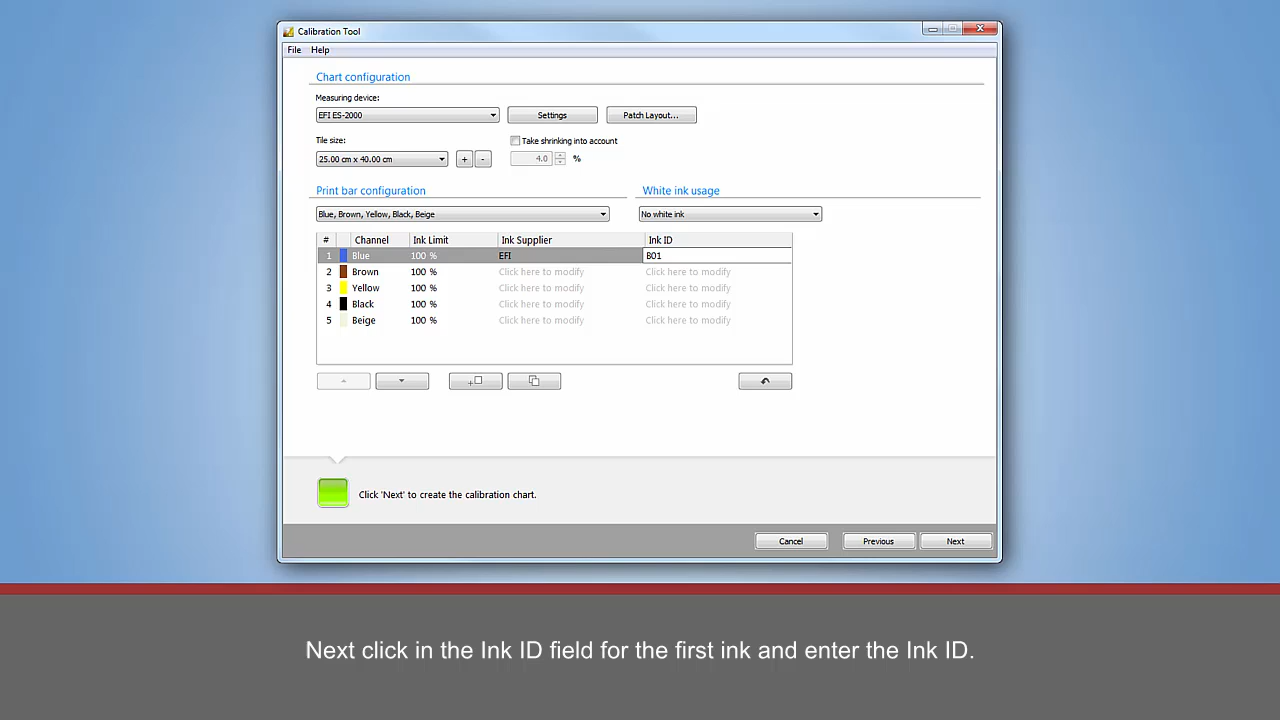 Calibration Tool
File Help
Chart configuration
Measuring device:
EFI ES-2000 Settings Patch Layout...
Tile size: Take shrinking into account
25.00 cm x 40.00 cm + - 4.0 %
Print bar configuration White ink usage
Blue, Brown, Yellow, Black, Beige No white ink
# Channel Ink Limit Ink Supplier Ink ID
1 Blue 100 % EFI B01
2 Brown 100 % Click here to modify Click here to modify
3 Yellow 100 % Click here to modify Click here to modify
4 Black 100 % Click here to modify Click here to modify
5 Beige 100 % Click here to modify Click here to modify
Click 'Next' to create the calibration chart.
Cancel Previous Next
Next click in the Ink ID field for the first ink and enter the Ink ID.